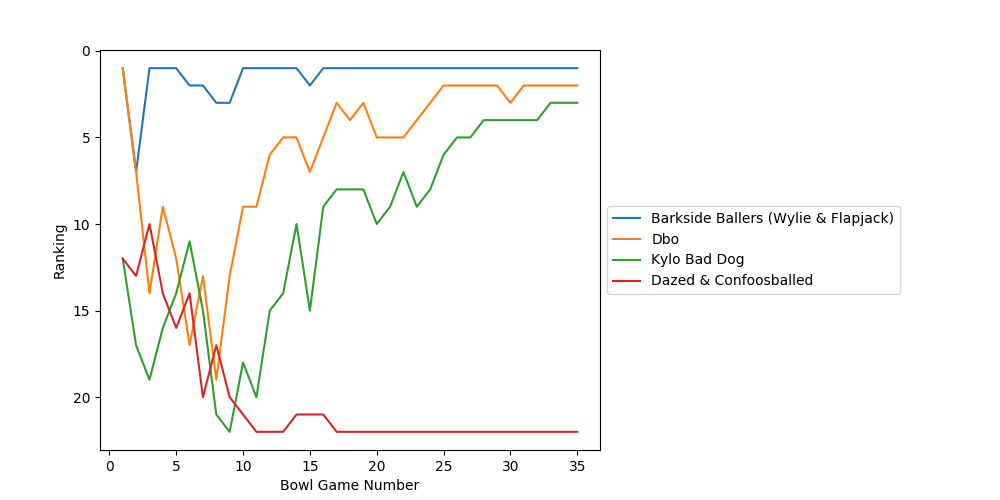 0
5
10
15
20
Ranking
0 5 10 15 20 25 30 35
Bowl Game Number
Barkside Ballers (Wylie & Flapjack)
Dbo
Kylo Bad Dog
Dazed & Confoosballed